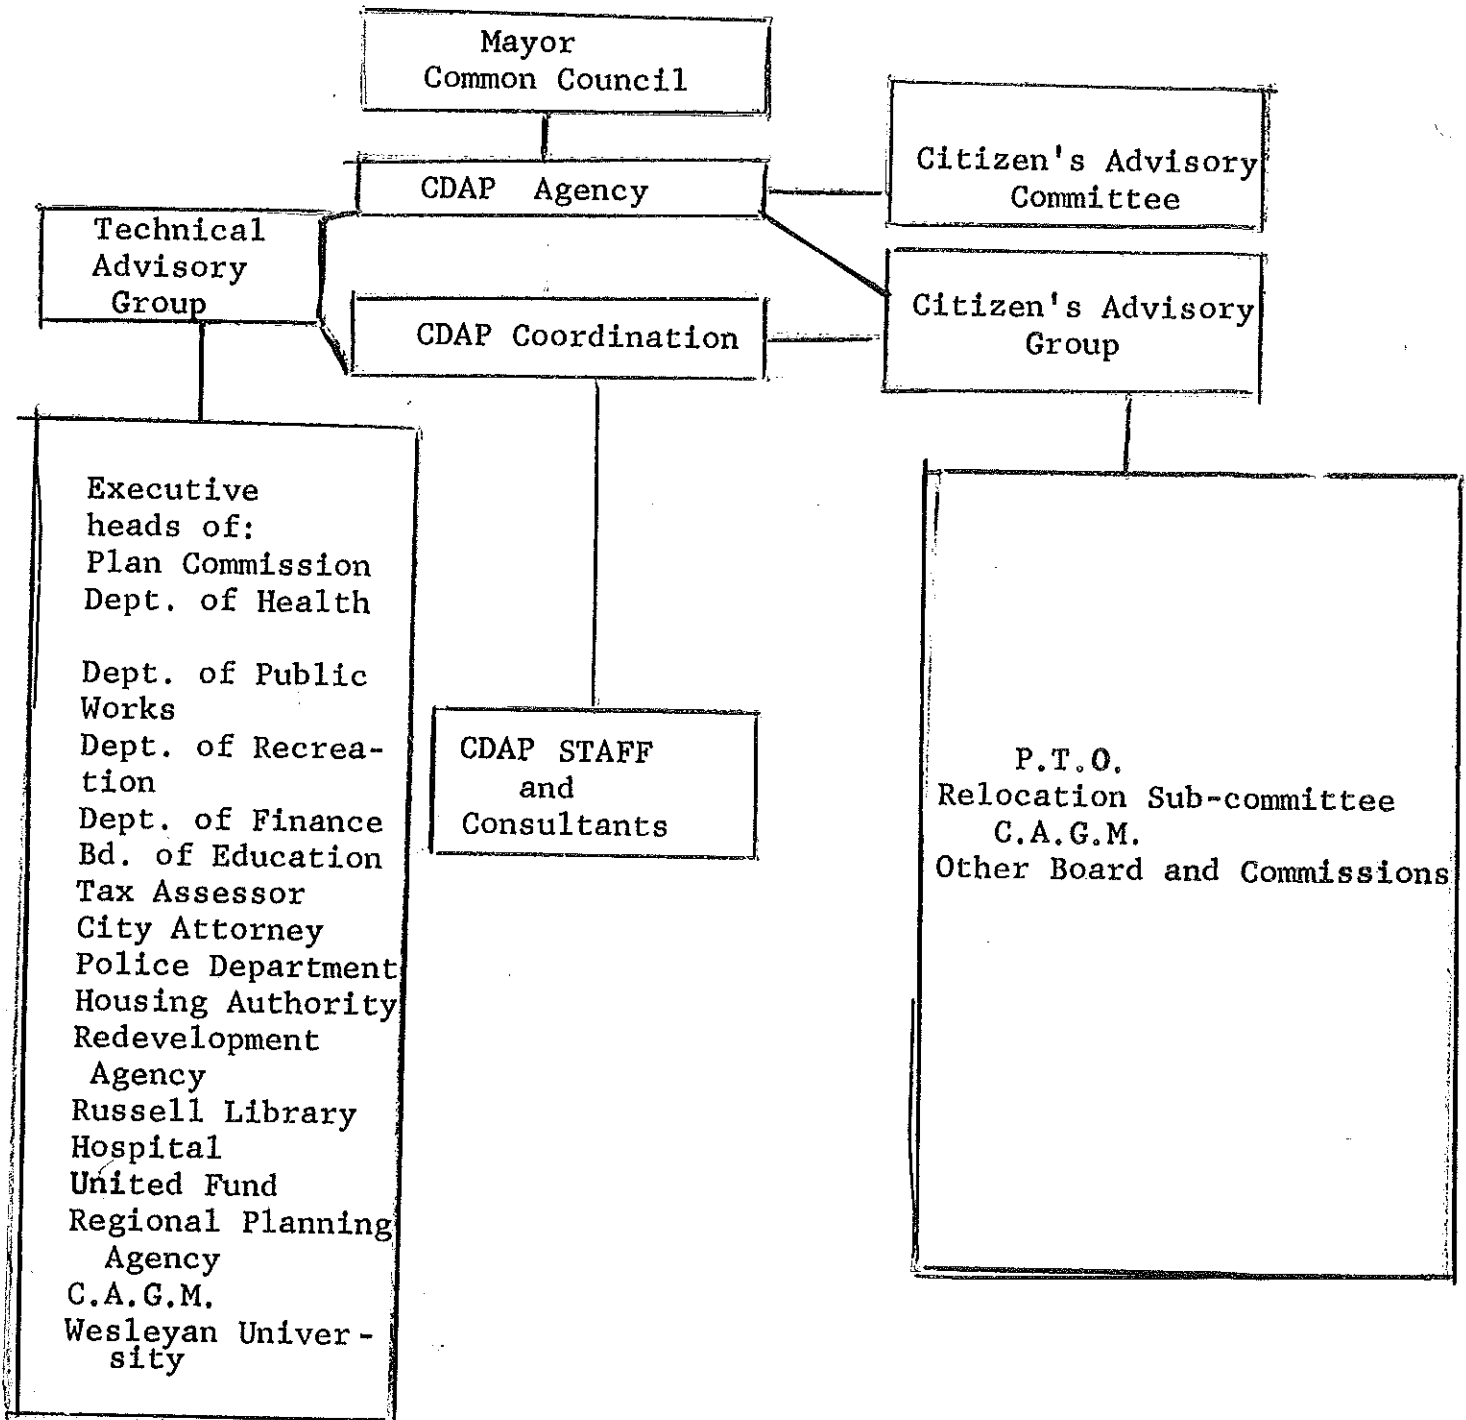 Mayor
Common Council
CDAP Agency
Citizen's Advisory
Committee
Technical
Advisory
Group
CDAP Coordination
Citizen's Advisory
Group
Executive
heads of:
Plan Commission
Dept. of Health
Dept. of Public
Works
Dept. of Recrea-
tion
Dept. of Finance
Bd. of Education
Tax Assessor
City Attorney
Police Department
Housing Authority
Redevelopment
Agency
Russell Library
Hospital
United Fund
Regional Planning
Agency
C.A.G.M.
Wesleyan Univer-
sity
CDAP STAFF
and
Consultants
P.T.O.
Relocation Sub-committee
C.A.G.M.
Other Board and Commissions